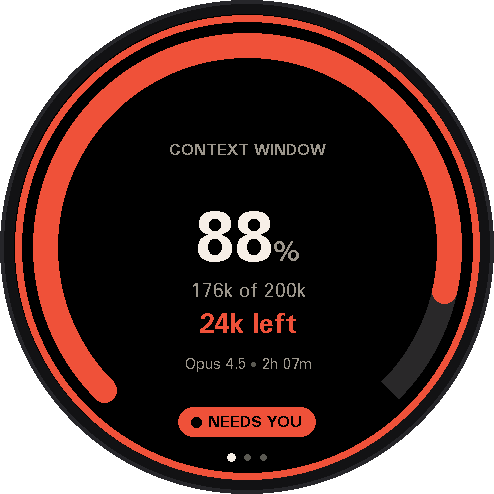 CONTEXT WINDOW
88%
176k of 200k
24k left
Opus 4.5 • 2h 07m
● NEEDS YOU